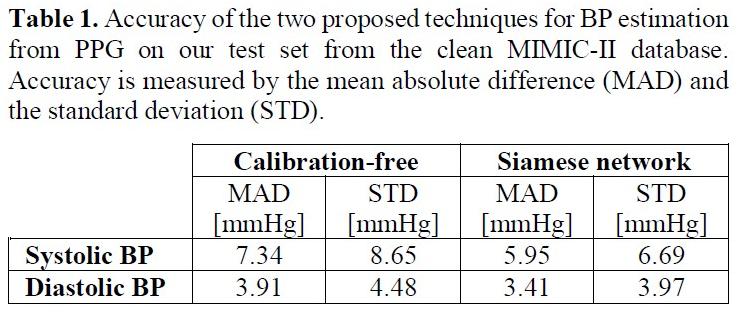 Table 1. Accuracy of the two proposed techniques for BP estimation
from PPG on our test set from the clean MIMIC-II database.
Accuracy is measured by the mean absolute difference (MAD) and
the standard deviation (STD).
Calibration-free Siamese network
MAD STD MAD STD
[mmHg] [mmHg] [mmHg] [mmHg]
Systolic BP 7.34 8.65 5.95 6.69
Diastolic BP 3.91 4.48 3.41 3.97